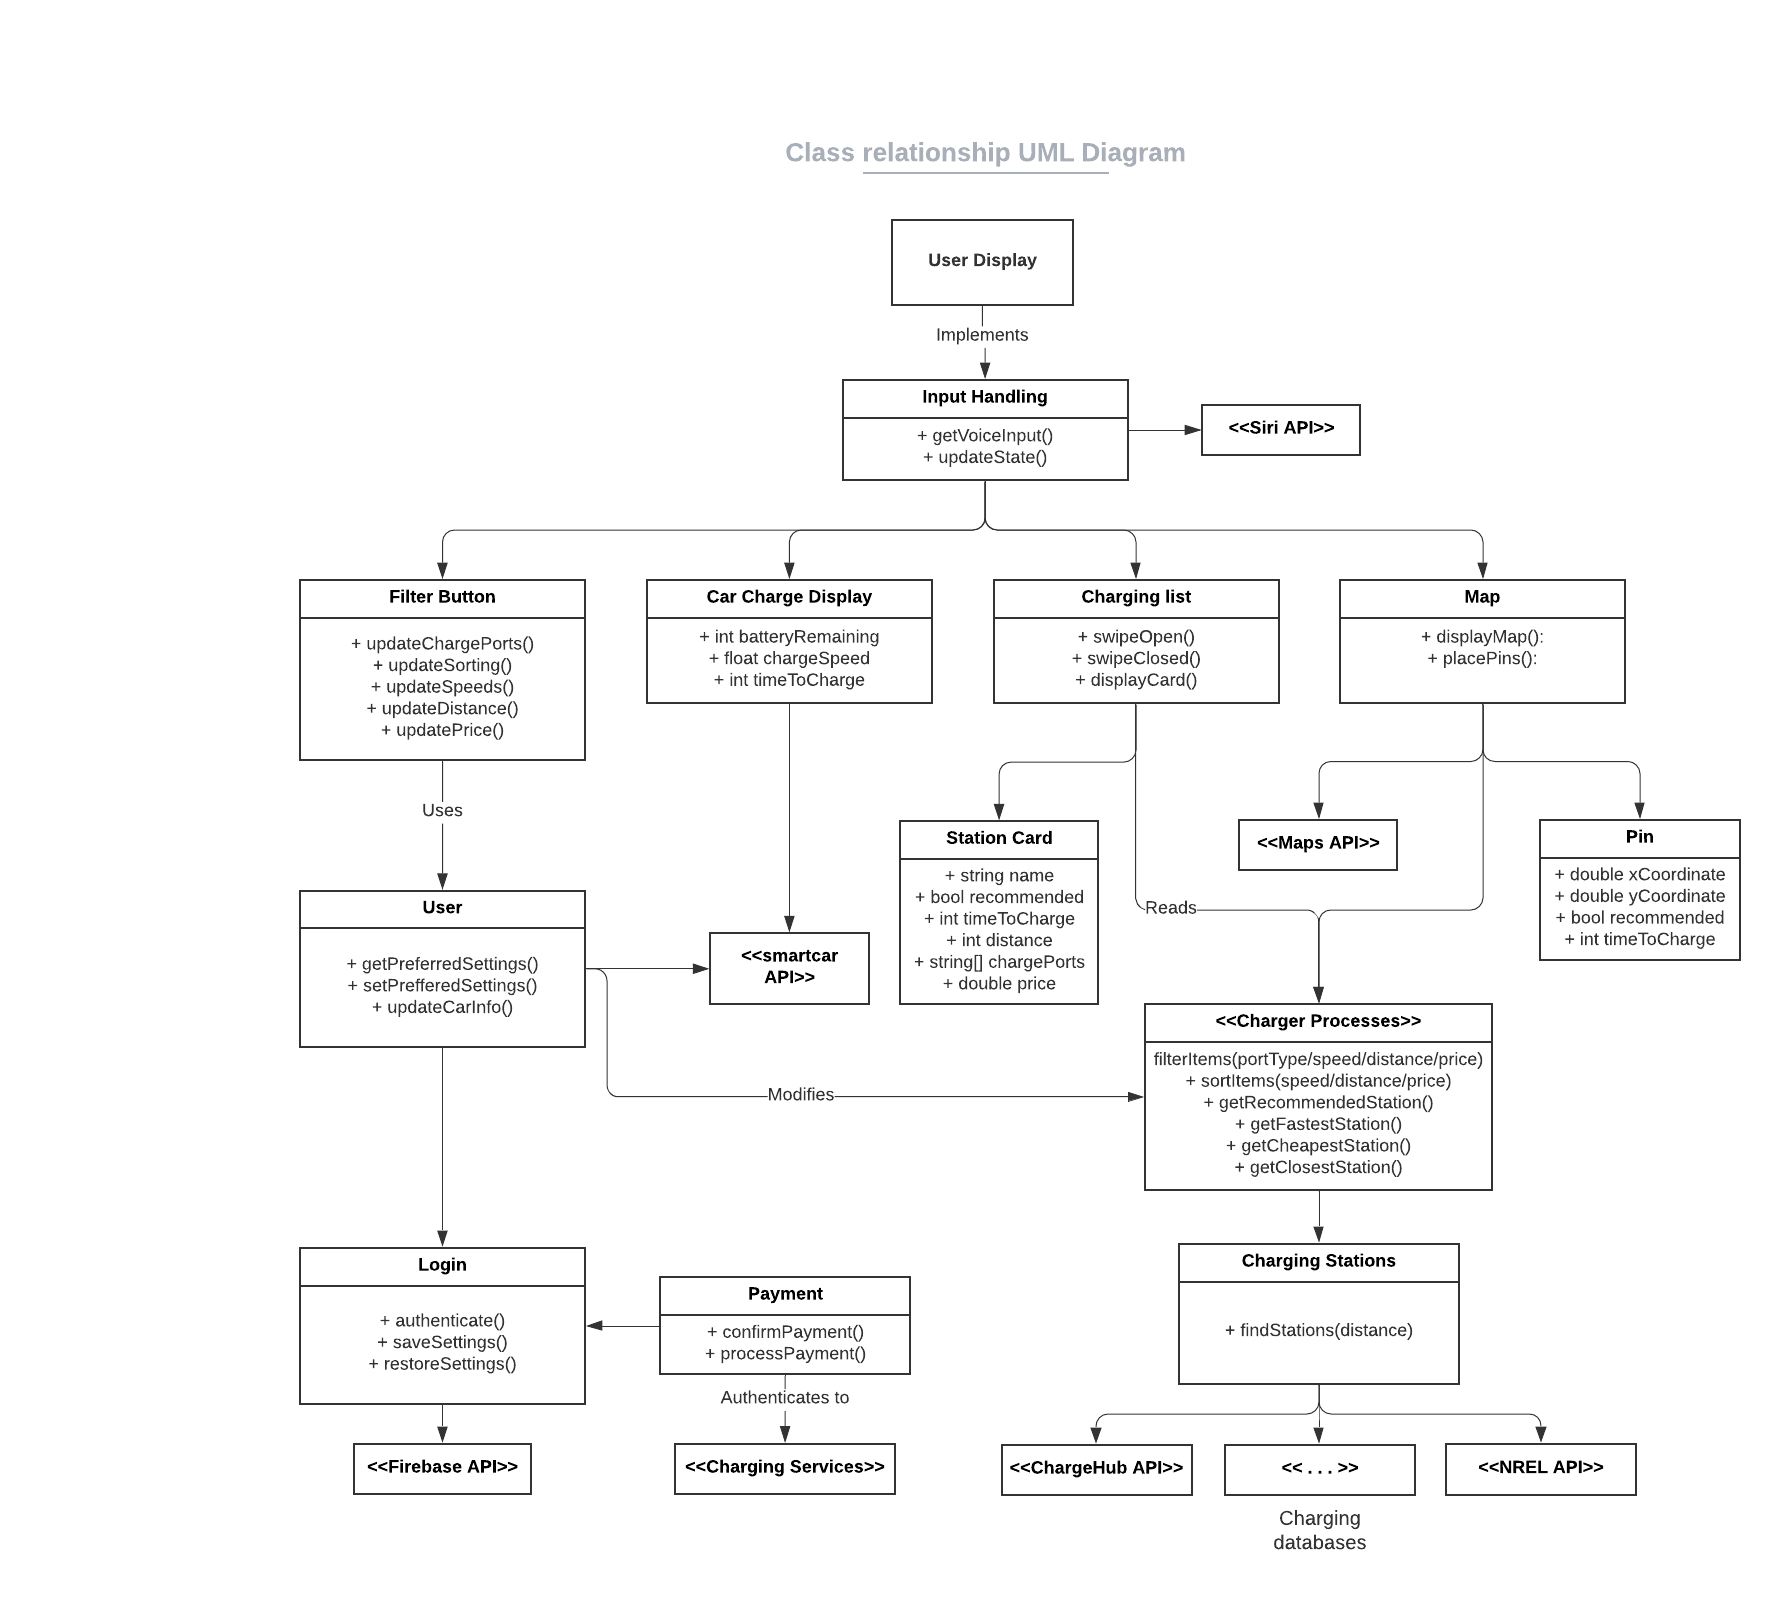 Class relationship UML Diagram
User Display
Implements
Input Handling
+ getVoiceInput()
+ updateState()
<<Siri API>>
Filter Button
+ updateChargePorts()
+ updateSorting()
+ updateSpeeds()
+ updateDistance()
+ updatePrice()
Car Charge Display
+ int batteryRemaining
+ float chargeSpeed
+ int timeToCharge
Charging list
+ swipeOpen()
+ swipeClosed()
+ displayCard()
Map
+ displayMap():
+ placePins():
Uses
Station Card
+ string name
+ bool recommended
+ int timeToCharge
+ int distance
+ string[] chargePorts
+ double price
<<Maps API>>
Pin
+ double xCoordinate
+ double yCoordinate
+ bool recommended
+ int timeToCharge
Reads
User
+ getPreferredSettings()
+ setPrefferedSettings()
+ updateCarInfo()
<<smartcar
API>>
<<Charger Processes>>
filterItems(portType/speed/distance/price)
+ sortItems(speed/distance/price)
+ getRecommendedStation()
+ getFastestStation()
+ getCheapestStation()
+ getClosestStation()
Modifies
Login
+ authenticate()
+ saveSettings()
+ restoreSettings()
Payment
+ confirmPayment()
+ processPayment()
Charging Stations
+ findStations(distance)
Authenticates to
<<Firebase API>>
<<Charging Services>>
<<ChargeHub API>>
<< . . . >>
<<NREL API>>
Charging
databases